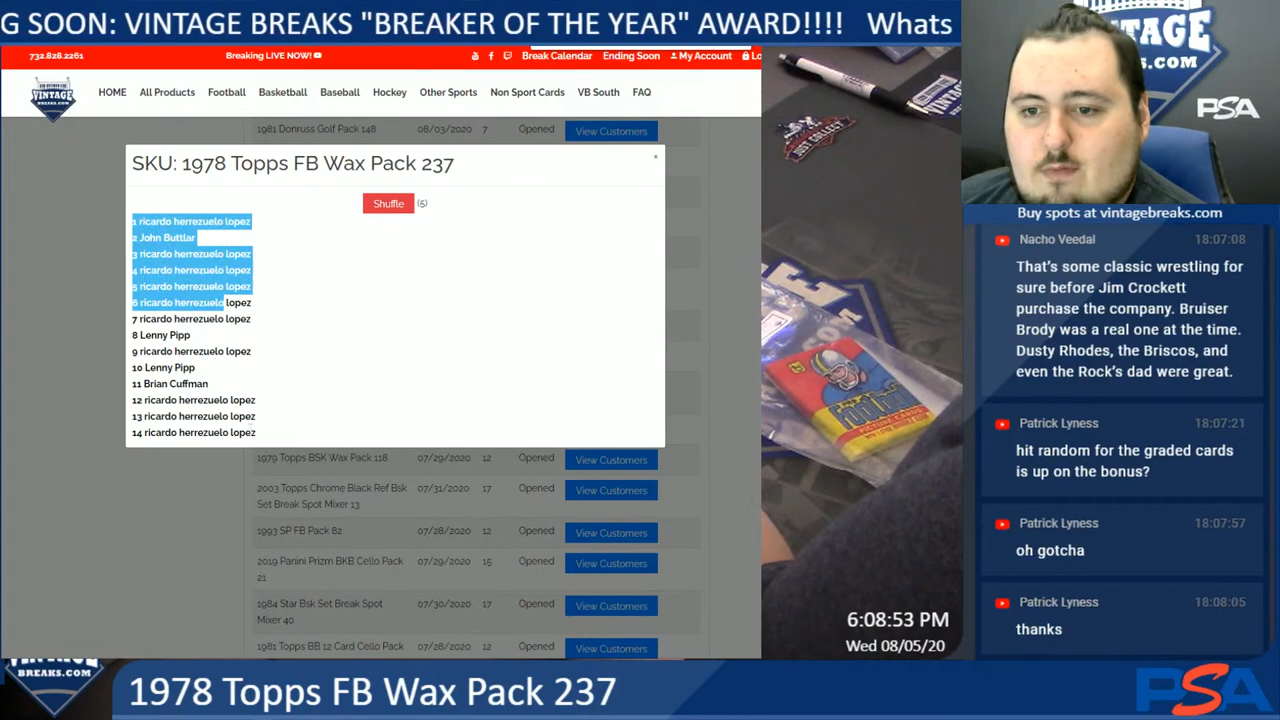 G SOON: VINTAGE BREAKS "BREAKER OF THE YEAR" AWARD!!!!   Whats
732.828.2261
Breaking LIVE NOW!
Break Calendar
Ending Soon
My Account
Lo
VINTAGE
BREAKS.COM
HOME
All Products
Football
Basketball
Baseball
Hockey
Other Sports
Non Sport Cards
VB South
FAQ
1981 Donruss Golf Pack 148
08/03/2020
7
Opened
View Customers
SKU: 1978 Topps FB Wax Pack 237
×
Shuffle
(5)
1 ricardo herrezuelo lopez
2 John Buttlar
3 ricardo herrezuelo lopez
4 ricardo herrezuelo lopez
5 ricardo herrezuelo lopez
6 ricardo herrezuelo lopez
7 ricardo herrezuelo lopez
8 Lenny Pipp
9 ricardo herrezuelo lopez
10 Lenny Pipp
11 Brian Cuffman
12 ricardo herrezuelo lopez
13 ricardo herrezuelo lopez
14 ricardo herrezuelo lopez
1979 Topps BSK Wax Pack 118
07/29/2020
12
Opened
View Customers
2003 Topps Chrome Black Ref Bsk
Set Break Spot Mixer 13
07/31/2020
17
Opened
View Customers
1993 SP FB Pack 82
07/28/2020
12
Opened
View Customers
2019 Panini Prizm BKB Cello Pack
21
07/29/2020
15
Opened
View Customers
1984 Star Bsk Set Break Spot
Mixer 40
07/30/2020
17
Opened
View Customers
1981 Topps BB 12 Card Cello Pack
07/28/2020
12
Opened
View Customers
JUST COLLECT
PICTURE CARDS
6:08:53 PM
Wed 08/05/20
PSA
Buy spots at vintagebreaks.com
Nacho Veedal
18:07:08
That's some classic wrestling for
sure before Jim Crockett
purchase the company. Bruiser
Brody was a real one at the time.
Dusty Rhodes, the Briscos, and
even the Rock's dad were great.
Patrick Lyness
18:07:21
hit random for the graded cards
is up on the bonus?
Patrick Lyness
18:07:57
oh gotcha
Patrick Lyness
18:08:05
thanks
BREAKS.COM
1978 Topps FB Wax Pack 237
PSA